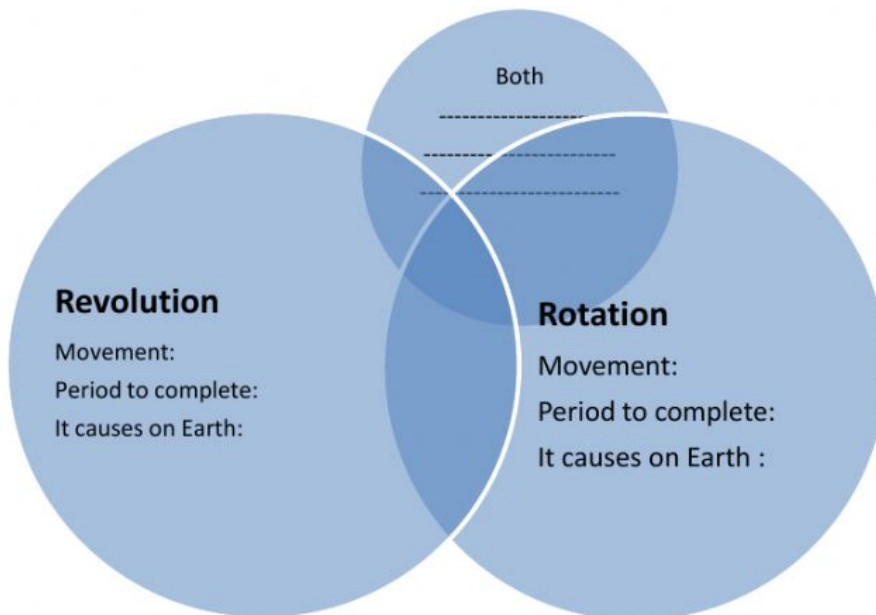 Both
--------------------
--------------------------
---------------------------
Revolution
Movement:
Period to complete:
It causes on Earth:
Rotation
Movement:
Period to complete:
It causes on Earth :